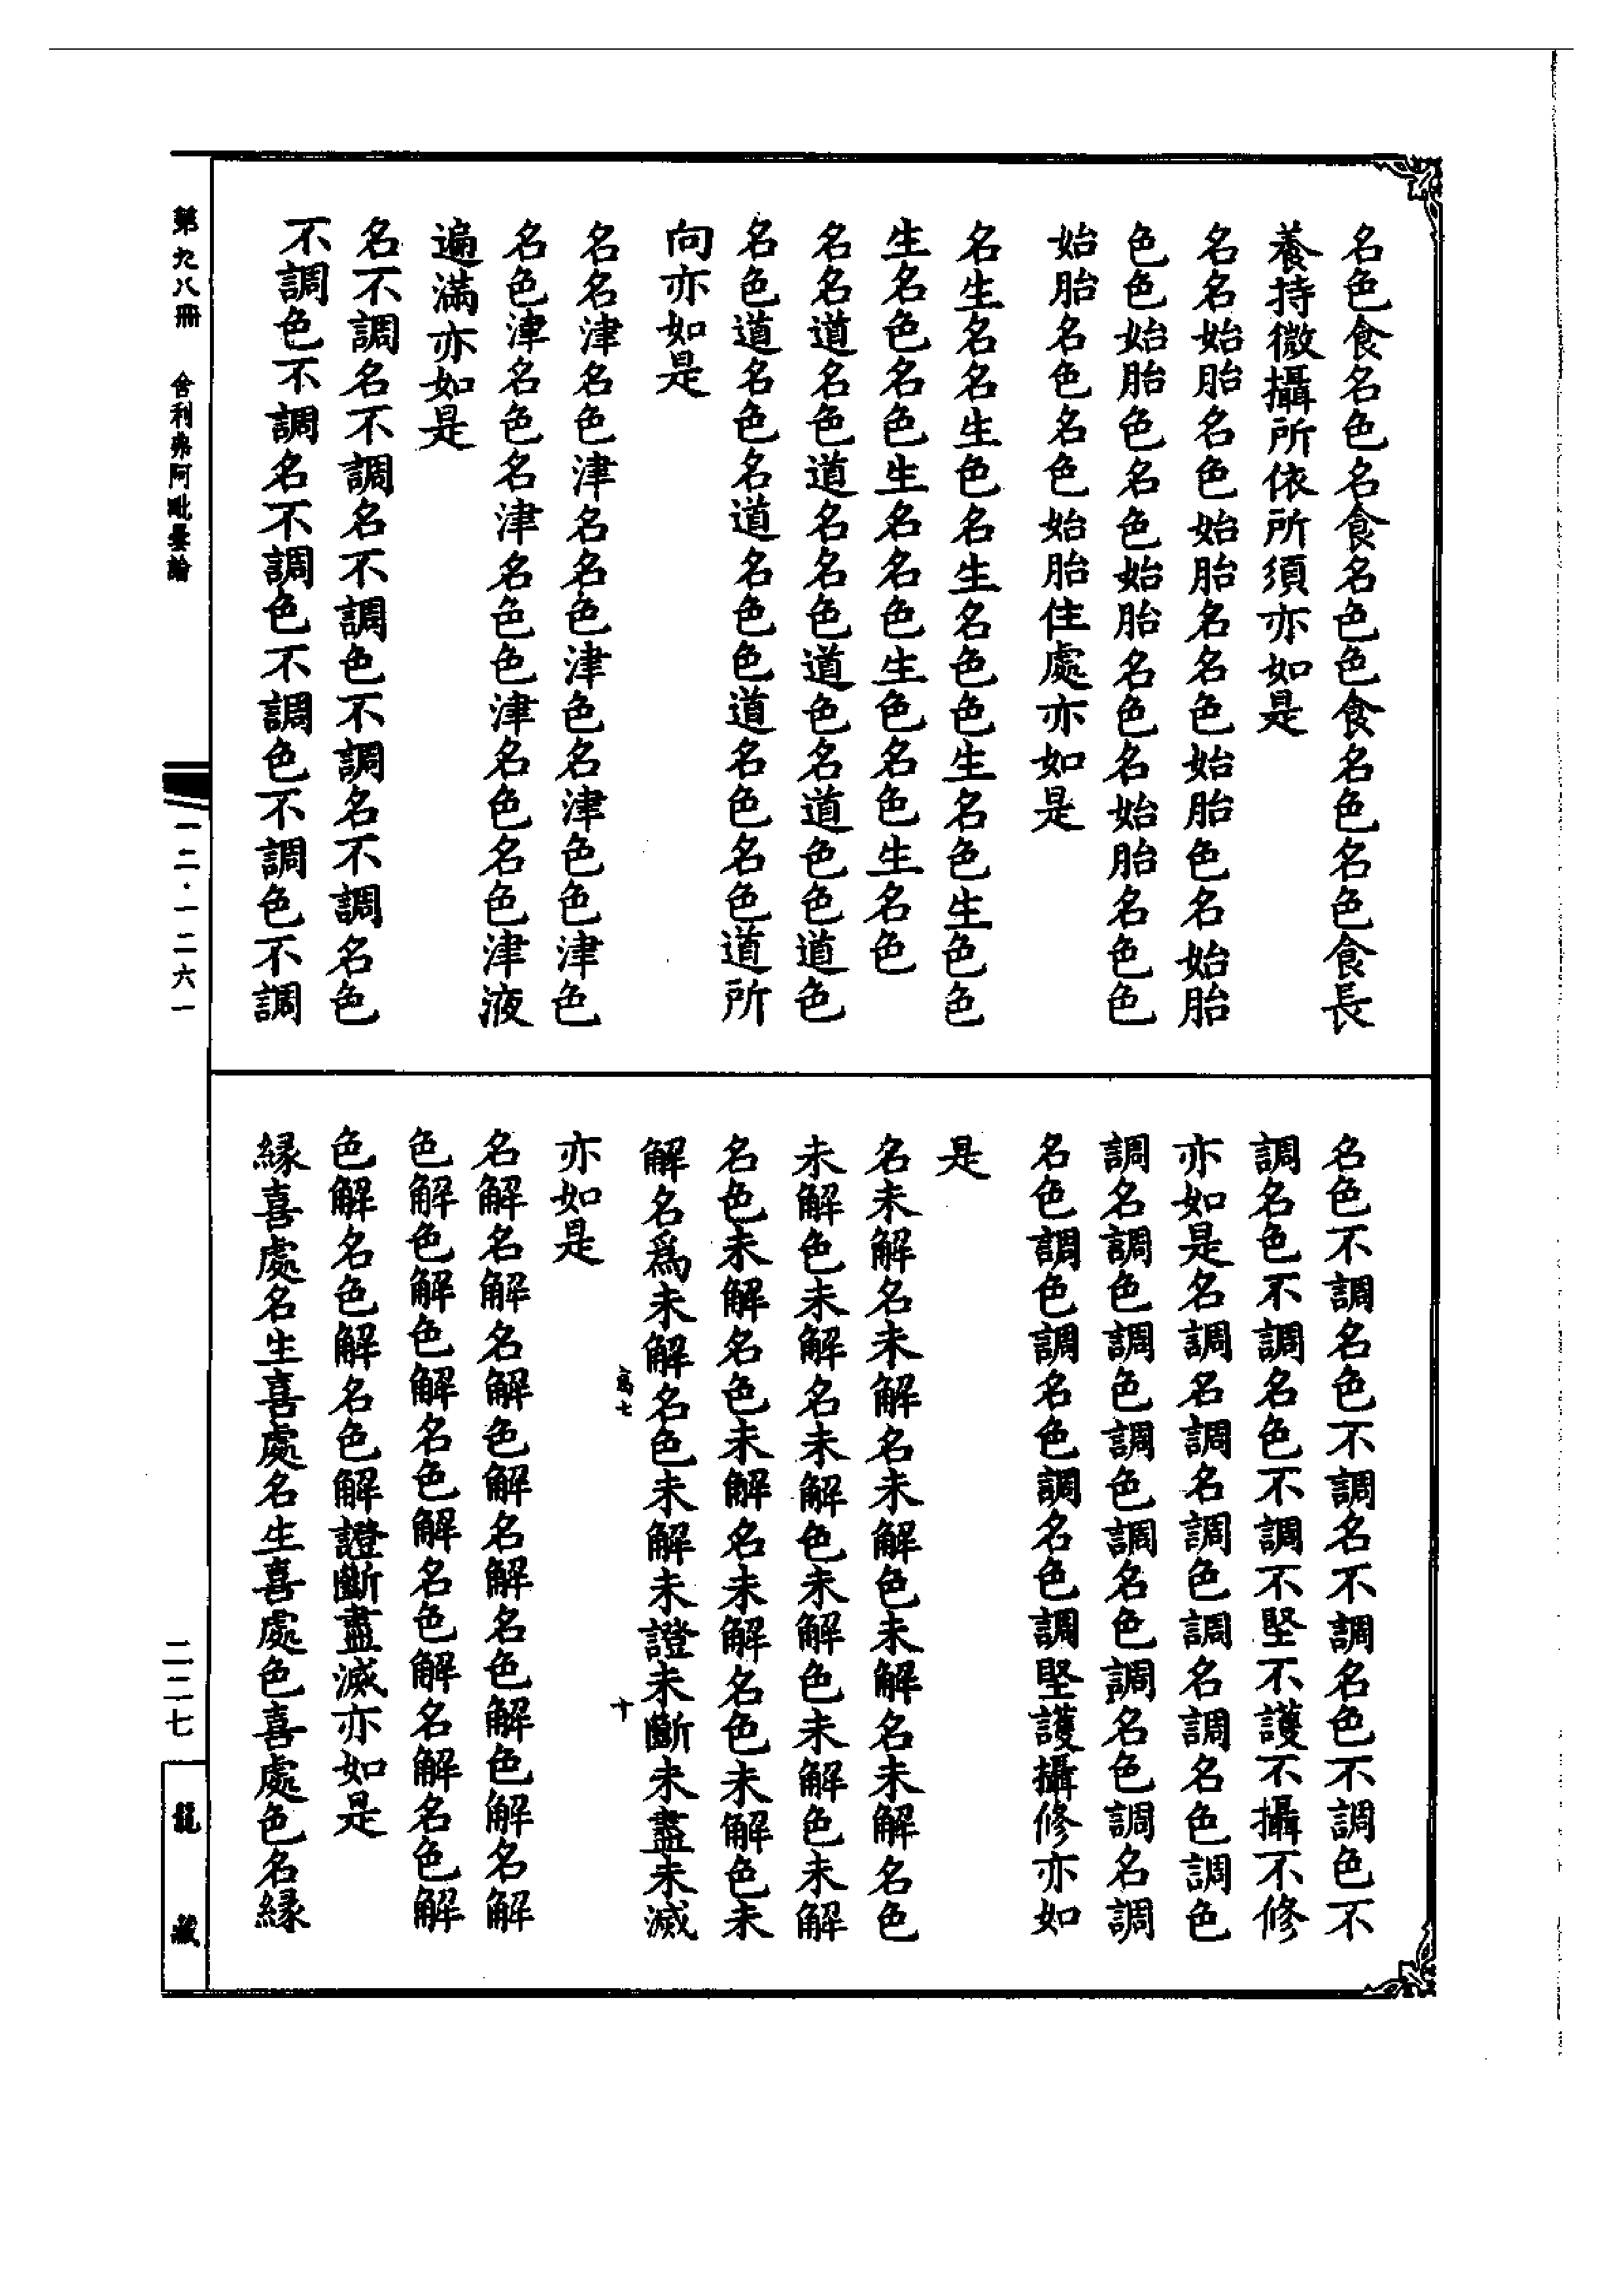 名色食名色名食名色色食名色名色食長
養持微攝所依所須亦如是
名名始胎名色始胎名名色始胎色名始胎
色色始胎色名色始胎名色名始胎名色色
始胎名色名色始胎住處亦如是
名生名名生色名生名色色生名色生色色
生名色名色生名名色生色名色生名色
名名道名色道名名色道色名道色色道色
名色道名色名道名色色道名色名色道所
向亦如是
名名津名色津名名色津色名津色色津色
名色津名色名津名色色津名色名色津液
遍滿亦如是
名不調名不調名不調色不調名不調名色
不調色不調名不調色不調色不調色不調
名色不調名色不調名不調名色不調色不
調名色不調名色不調不堅不護不攝不修
亦如是名調名調名調色調名調名色調色
調名調色調色調色調名色調名色調名調
名色調色調名色調名色調堅護攝修亦如
是
名未解名未解名未解色未解名未解名色
未解色未解名未解色未解色未解色未解
名色未解名色未解名未解名色未解色未
解名爲未解名色未解未證未斷未盡未滅
亦如是
名解名解名解色解名解名色解色解名解
色解色解色解名色解名色解名解名色解
色解名色解名色解證斷盡滅亦如是
緣喜處名生喜處名生喜處色喜處色名緣
第九八冊 舍利弗阿毗曇論
一二·一二六一
二二七
龍藏
十